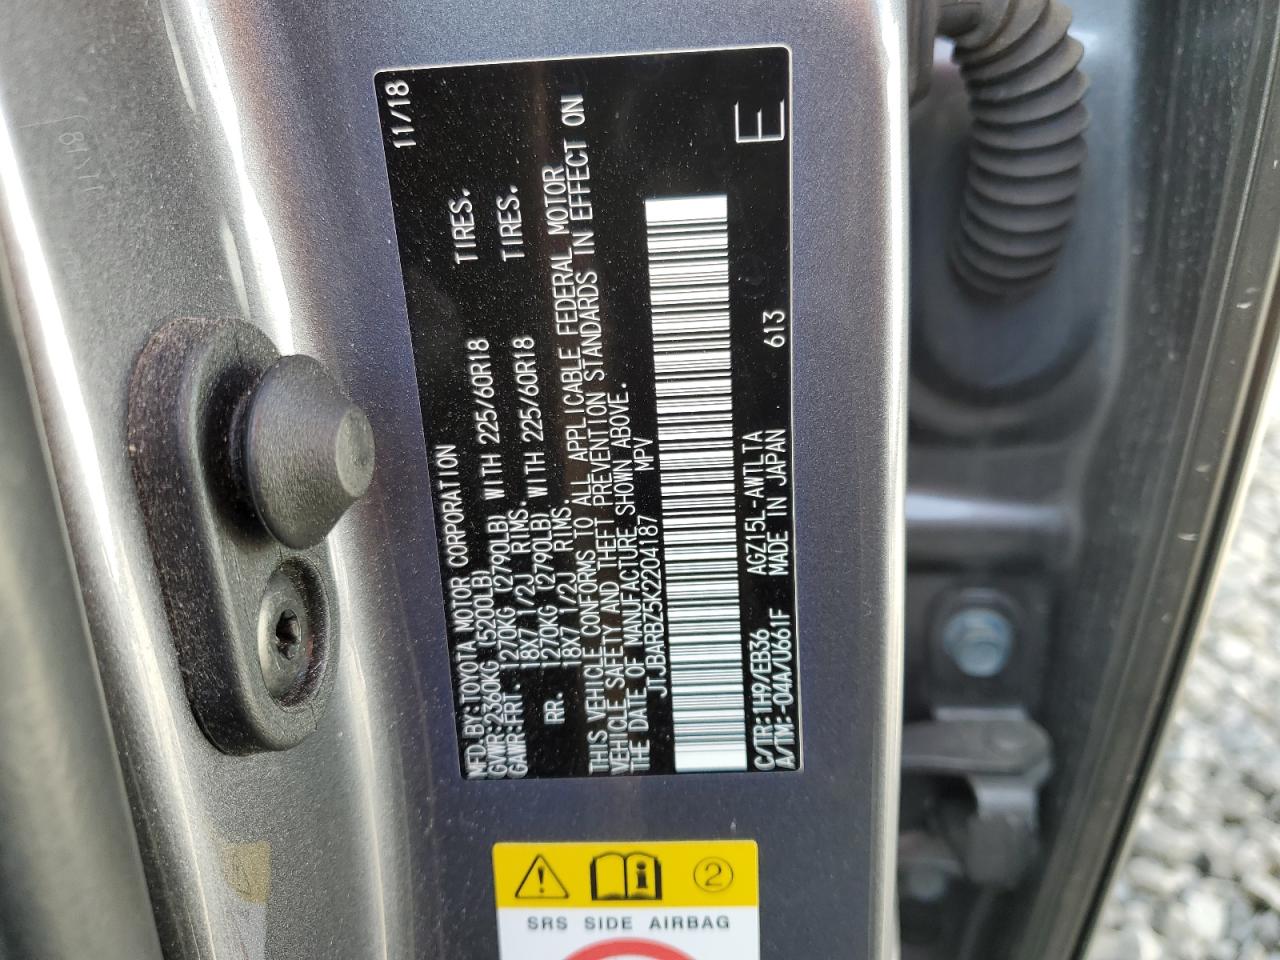 MFD.BY:TOYOTA MOTOR CORPORATION 11/18
GVWR:2360KG (5200LB)
GAWR:FRT. 1270KG (2790LB) WITH 225/60R18 TIRES.
18X7 1/2J RIMS.
RR. 1270KG (2790LB) WITH 225/60R18 TIRES.
18X7 1/2J RIMS.
THIS VEHICLE CONFORMS TO ALL APPLICABLE FEDERAL MOTOR
VEHICLE SAFETY AND THEFT PREVENTION STANDARDS IN EFFECT ON
THE DATE OF MANUFACTURE SHOWN ABOVE.
JTJBARBZ5K2204187 MPV
C/TR:1H9/EB36 AGZ15L-AWTLTA
A/TM:-04A/U661F MADE IN JAPAN 613 E
2
SRS SIDE AIRBAG